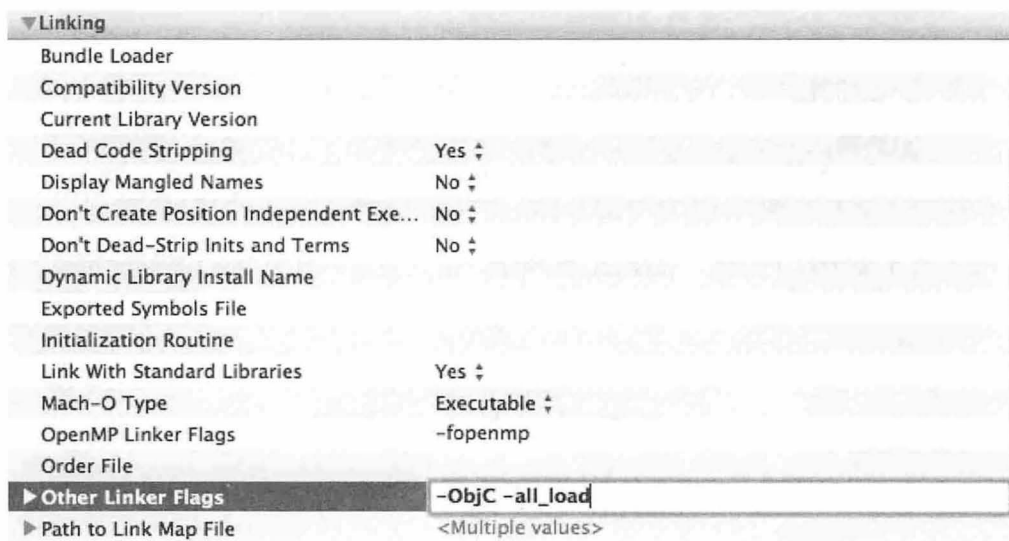 Linking
Bundle Loader
Compatibility Version
Current Library Version
Dead Code Stripping Yes
Display Mangled Names No
Don't Create Position Independent Exe... No
Don't Dead-Strip Inits and Terms No
Dynamic Library Install Name
Exported Symbols File
Initialization Routine
Link With Standard Libraries Yes
Mach-O Type Executable
OpenMP Linker Flags -fopenmp
Order File
Other Linker Flags -ObjC -all_load
Path to Link Map File <Multiple values>